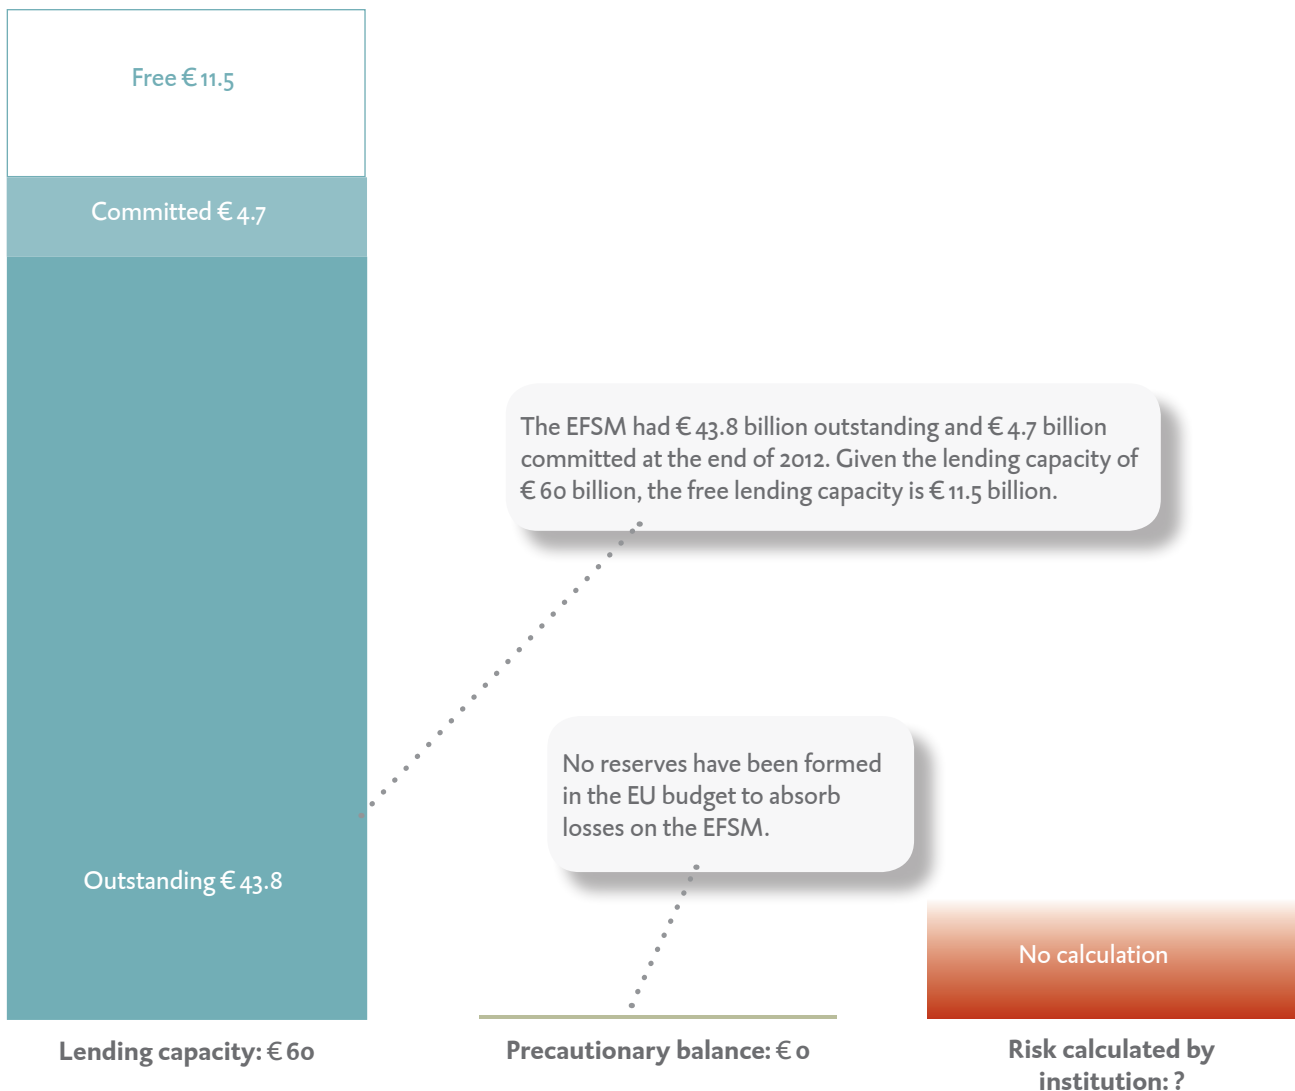 Free € 11.5
Committed € 4.7
The EFSM had € 43.8 billion outstanding and € 4.7 billion
committed at the end of 2012. Given the lending capacity of
€ 60 billion, the free lending capacity is € 11.5 billion.
No reserves have been formed
in the EU budget to absorb
losses on the EFSM.
Outstanding € 43.8
No calculation
Lending capacity: € 60
Precautionary balance: € 0
Risk calculated by
institution: ?